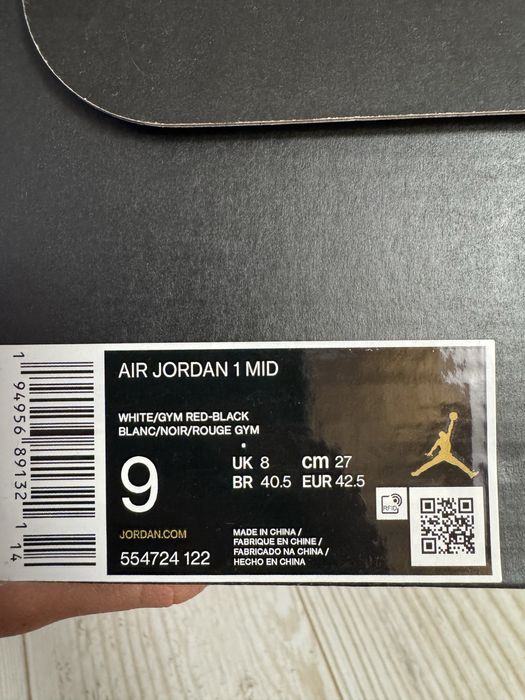 AIR JORDAN 1 MID
WHITE/GYM RED-BLACK
BLANC/NOIR/ROUGE GYM
9
UK 8 cm 27
BR 40.5 EUR 42.5
JORDAN.COM
554724 122
MADE IN CHINA /
FABRIQUE EN CHINE /
FABRICADO NA CHINA /
HECHO EN CHINA
RFID
1 94956 89132 1 14